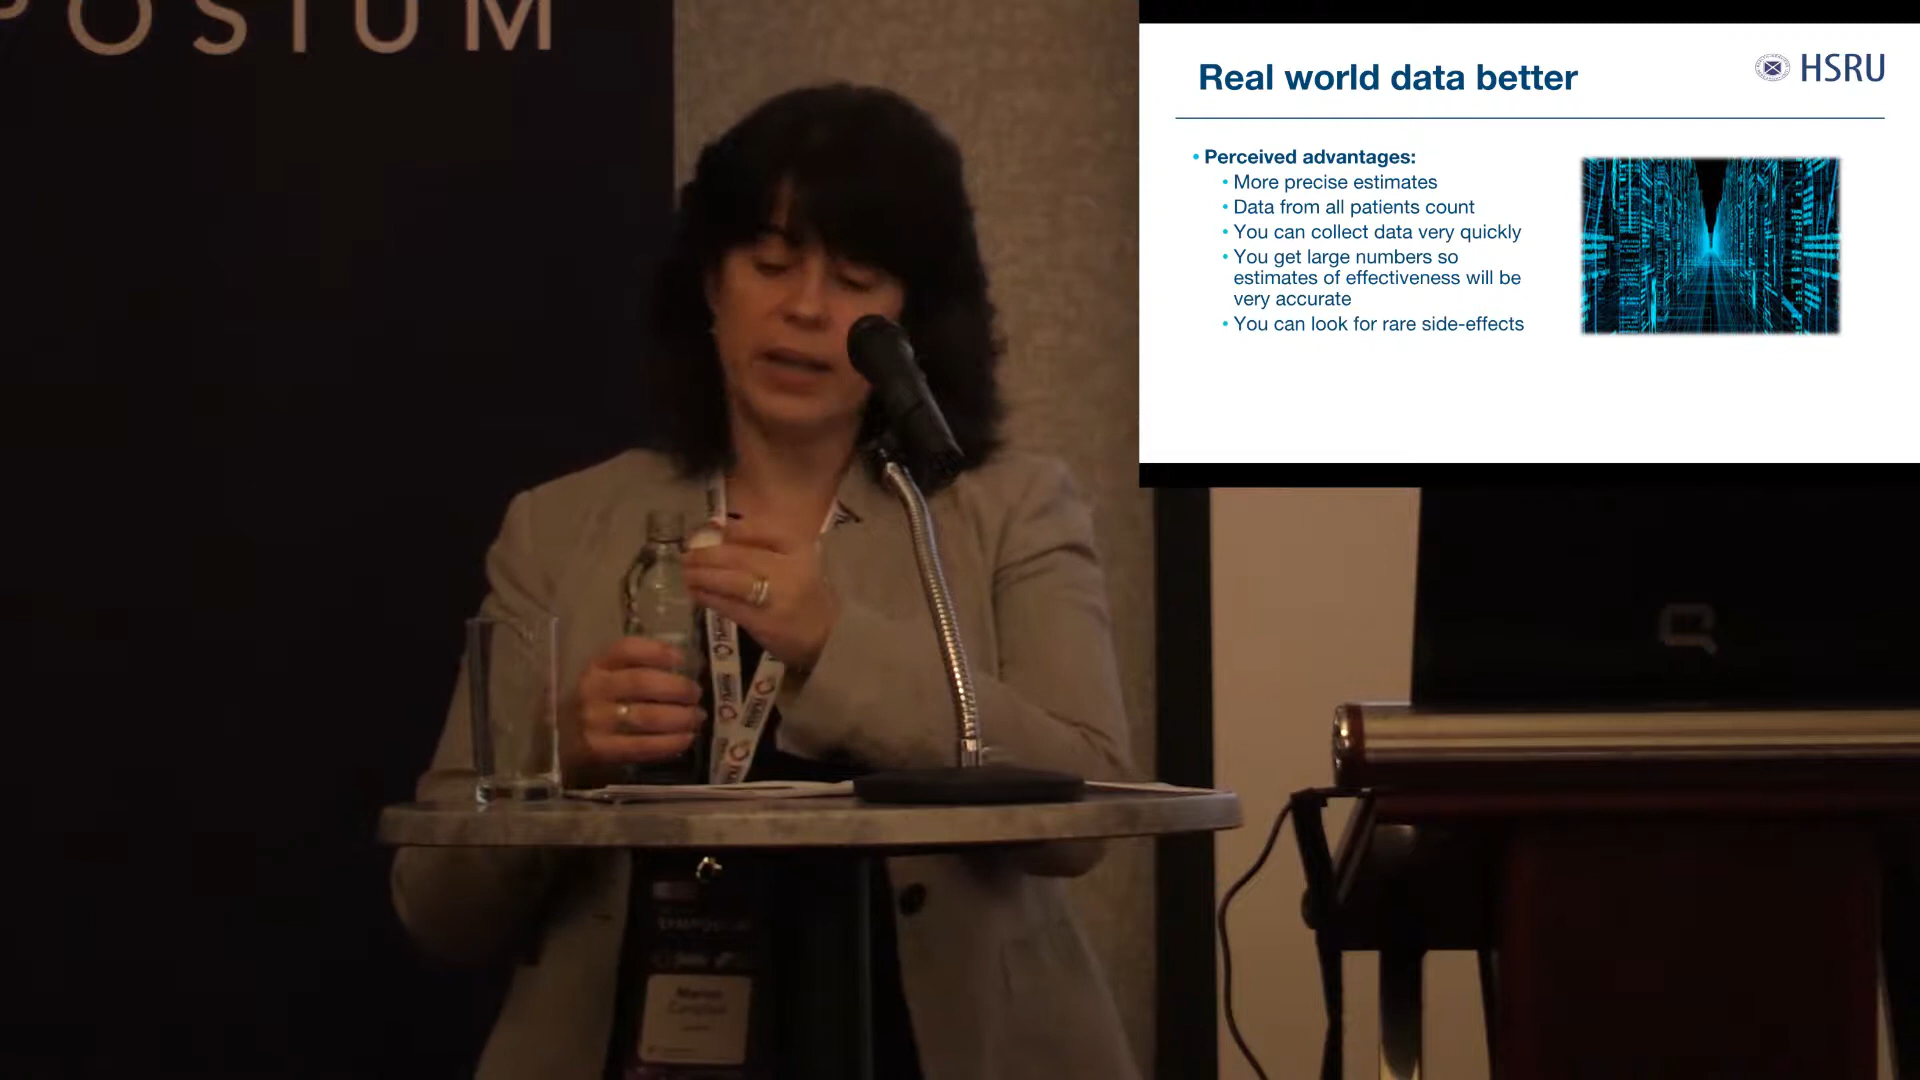 POSIUM
Real world data better
HSRU
• Perceived advantages:
• More precise estimates
• Data from all patients count
• You can collect data very quickly
• You get large numbers so
estimates of effectiveness will be
very accurate
• You can look for rare side-effects